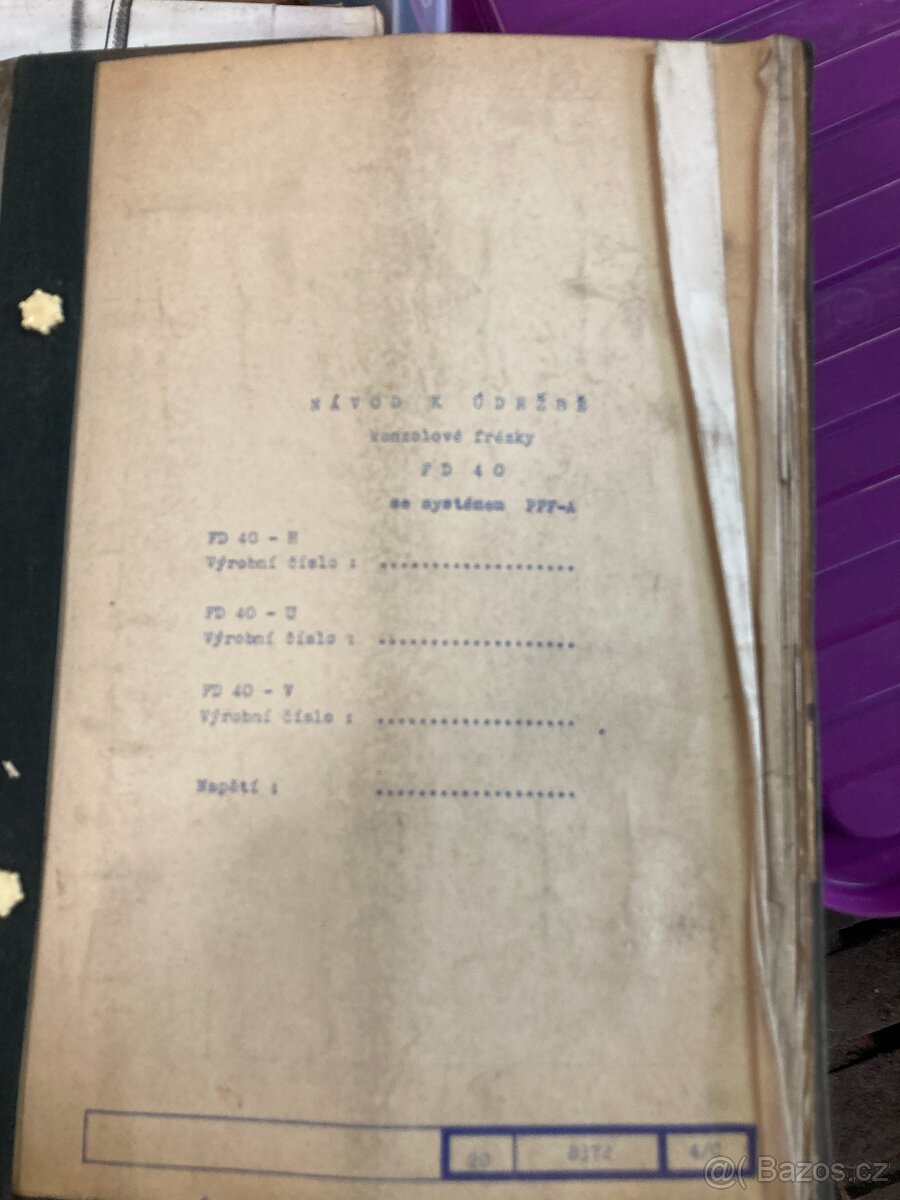 NÁVOD K ÚDRŽBĚ
konzolové frézky
FD 40
se systémem PPF-A
FD 40 - H
Výrobní číslo : ...................
FD 40 - U
Výrobní číslo : ...................
FD 40 - V
Výrobní číslo : ...................
Napětí : ...................
@( Bazos.cz